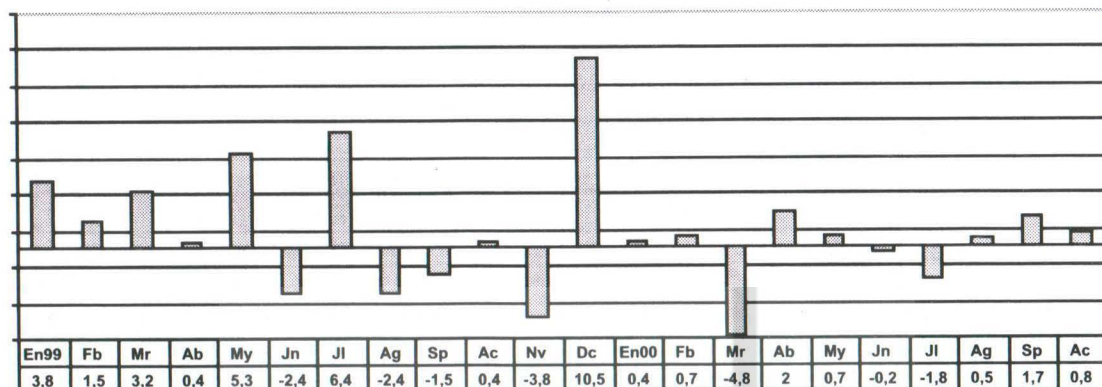 En99 Fb Mr Ab My Jn Jl Ag Sp Ac Nv Dc En00 Fb Mr Ab My Jn Jl Ag Sp Ac
3,8 1,5 3,2 0,4 5,3 -2,4 6,4 -2,4 -1,5 0,4 -3,8 10,5 0,4 0,7 -4,8 2 0,7 -0,2 -1,8 0,5 1,7 0,8